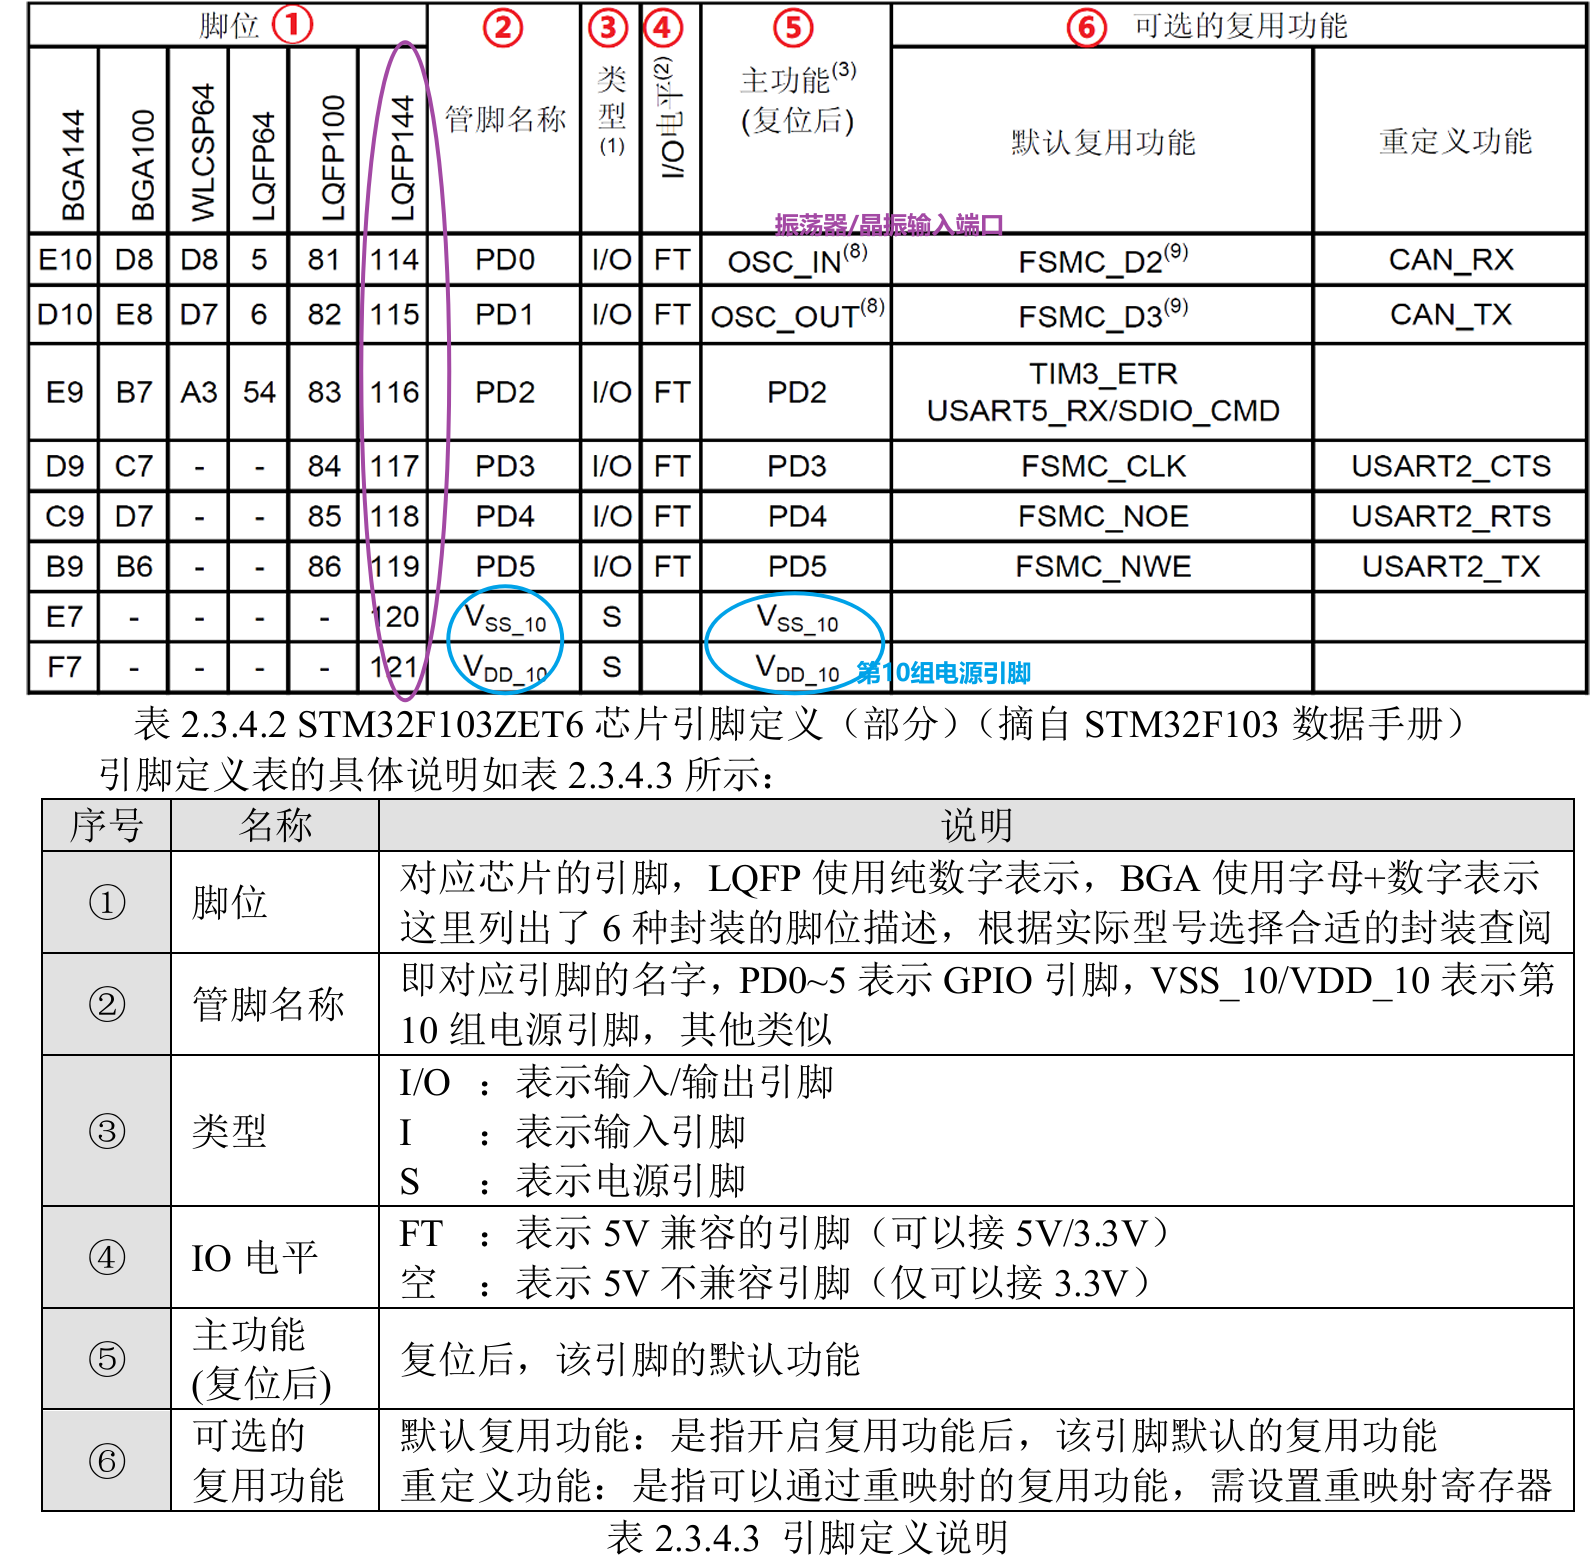 脚位 ① ② ③ ④ ⑤ ⑥ 可选的复用功能
BGA144 BGA100 WLCSP64 LQFP64 LQFP100 LQFP144 管脚名称 类型(1) I/O电平(2) 主功能(3) (复位后) 默认复用功能 重定义功能
振荡器/晶振输入端口
E10 D8 D8 5 81 114 PD0 I/O FT OSC_IN(8) FSMC_D2(9) CAN_RX
D10 E8 D7 6 82 115 PD1 I/O FT OSC_OUT(8) FSMC_D3(9) CAN_TX
E9 B7 A3 54 83 116 PD2 I/O FT PD2 TIM3_ETR
USART5_RX/SDIO_CMD
D9 C7 - - 84 117 PD3 I/O FT PD3 FSMC_CLK USART2_CTS
C9 D7 - - 85 118 PD4 I/O FT PD4 FSMC_NOE USART2_RTS
B9 B6 - - 86 119 PD5 I/O FT PD5 FSMC_NWE USART2_TX
E7 - - - - 120 VSS_10 S VSS_10
F7 - - - - 121 VDD_10 S VDD_10 第10组电源引脚
表 2.3.4.2 STM32F103ZET6 芯片引脚定义（部分）（摘自 STM32F103 数据手册）
引脚定义表的具体说明如表 2.3.4.3 所示：
序号 名称 说明
① 脚位 对应芯片的引脚，LQFP 使用纯数字表示，BGA 使用字母+数字表示
这里列出了 6 种封装的脚位描述，根据实际型号选择合适的封装查阅
② 管脚名称 即对应引脚的名字，PD0~5 表示 GPIO 引脚，VSS_10/VDD_10 表示第
10 组电源引脚，其他类似
③ 类型 I/O ：表示输入/输出引脚
I ：表示输入引脚
S ：表示电源引脚
④ IO 电平 FT ：表示 5V 兼容的引脚（可以接 5V/3.3V）
空 ：表示 5V 不兼容引脚（仅可以接 3.3V）
⑤ 主功能
(复位后) 复位后，该引脚的默认功能
⑥ 可选的 默认复用功能：是指开启复用功能后，该引脚默认的复用功能
复用功能 重定义功能：是指可以通过重映射的复用功能，需设置重映射寄存器
表 2.3.4.3 引脚定义说明